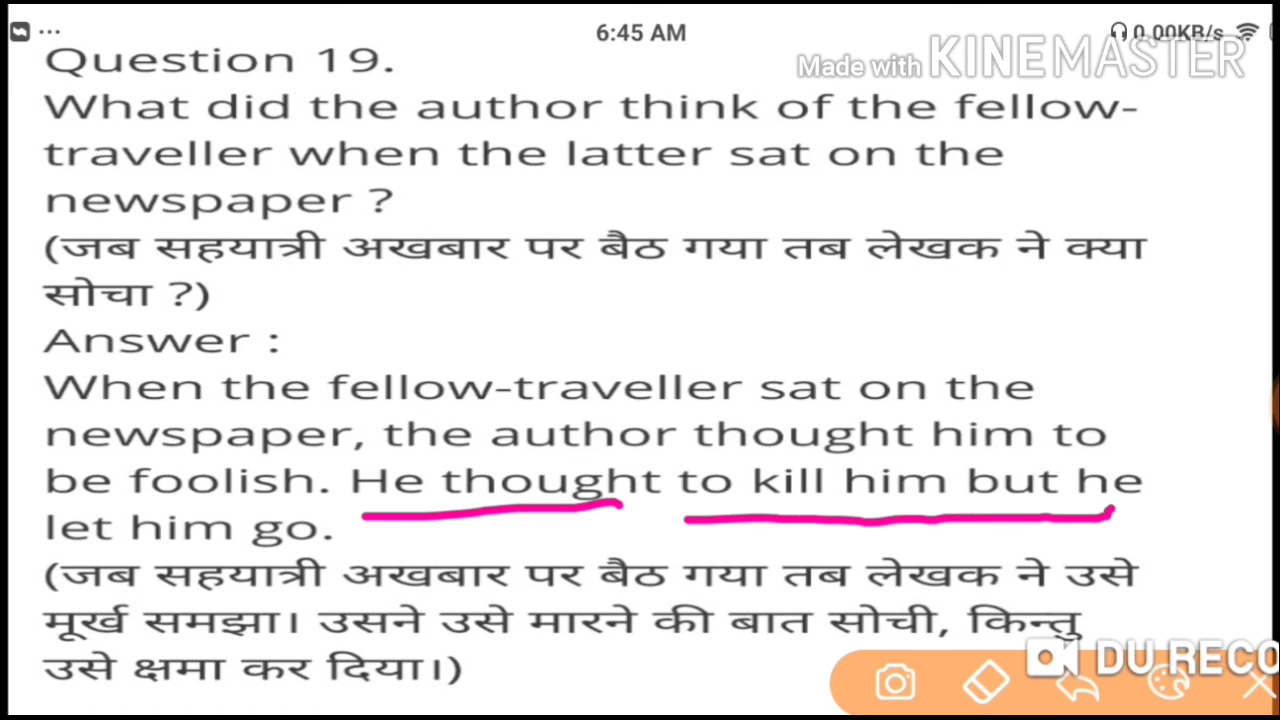 ... 6:45 AM 0.00KB/s
Made with KINEMASTER
Question 19.
What did the author think of the fellow-
traveller when the latter sat on the
newspaper ?
(जब सहयात्री अखबार पर बैठ गया तब लेखक ने क्या
सोचा ?)
Answer :
When the fellow-traveller sat on the
newspaper, the author thought him to
be foolish. He thought to kill him but he
let him go.
(जब सहयात्री अखबार पर बैठ गया तब लेखक ने उसे
मूर्ख समझा। उसने उसे मारने की बात सोची, किन्तु
उसे क्षमा कर दिया।)
DU RECO